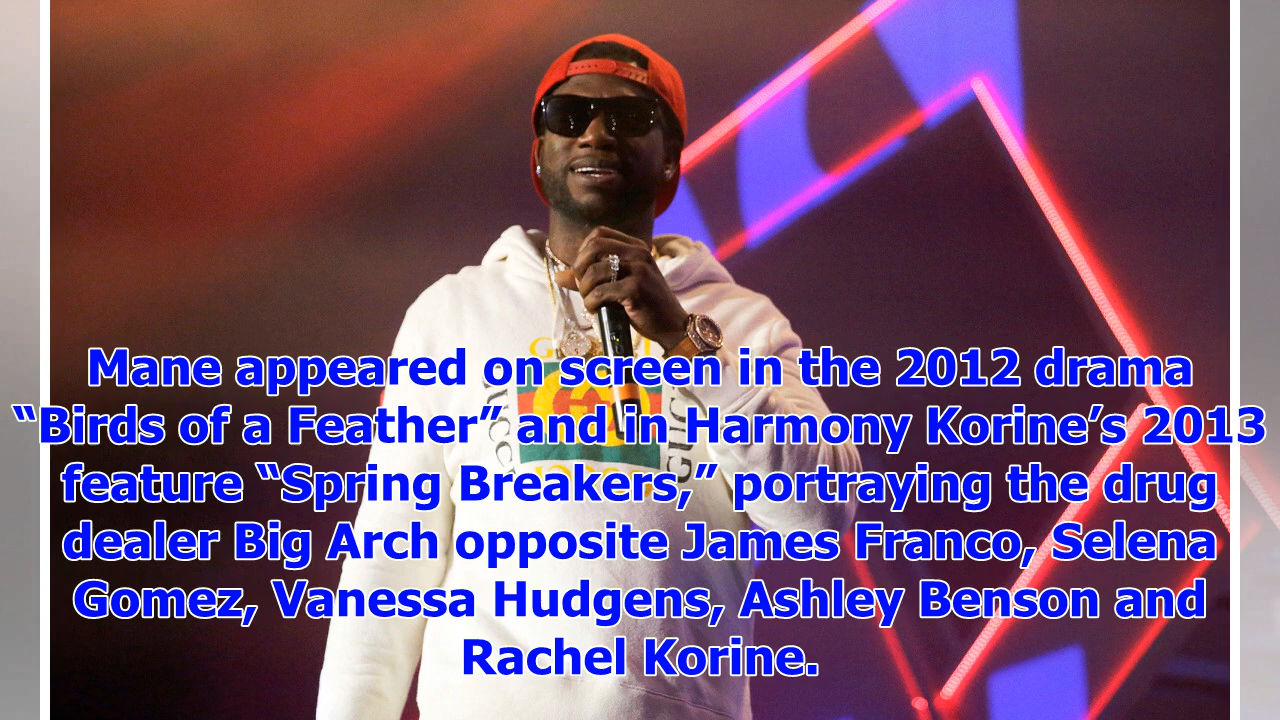 Mane appeared on screen in the 2012 drama
“Birds of a Feather” and in Harmony Korine’s 2013
feature “Spring Breakers,” portraying the drug
dealer Big Arch opposite James Franco, Selena
Gomez, Vanessa Hudgens, Ashley Benson and
Rachel Korine.